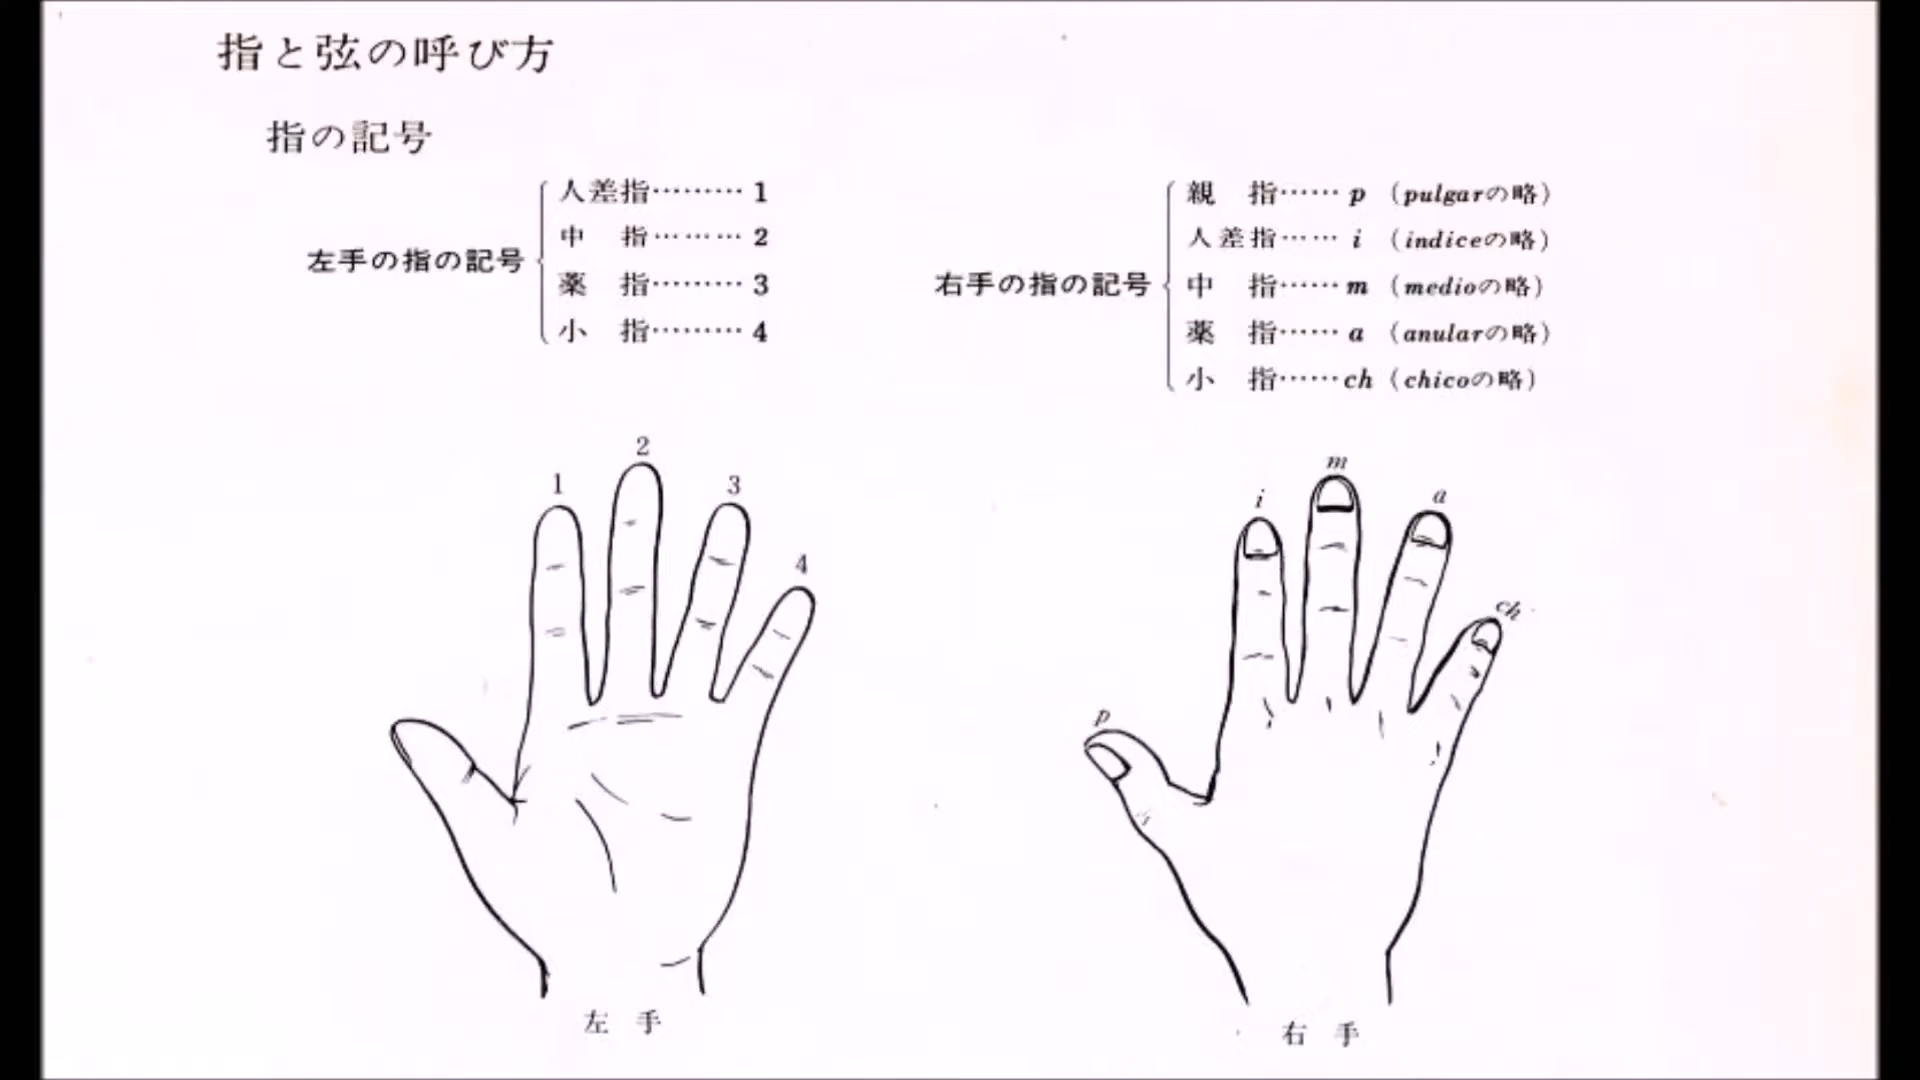 指と弦の呼び方
指の記号
左手の指の記号
人差指……… 1
中　指……… 2
薬　指……… 3
小　指……… 4
右手の指の記号
親　指…… p （pulgarの略）
人差指…… i （indiceの略）
中　指…… m （medioの略）
薬　指…… a （anularの略）
小　指…… ch （chicoの略）
1
2
3
4
左　手
p
i
m
a
ch
右　手